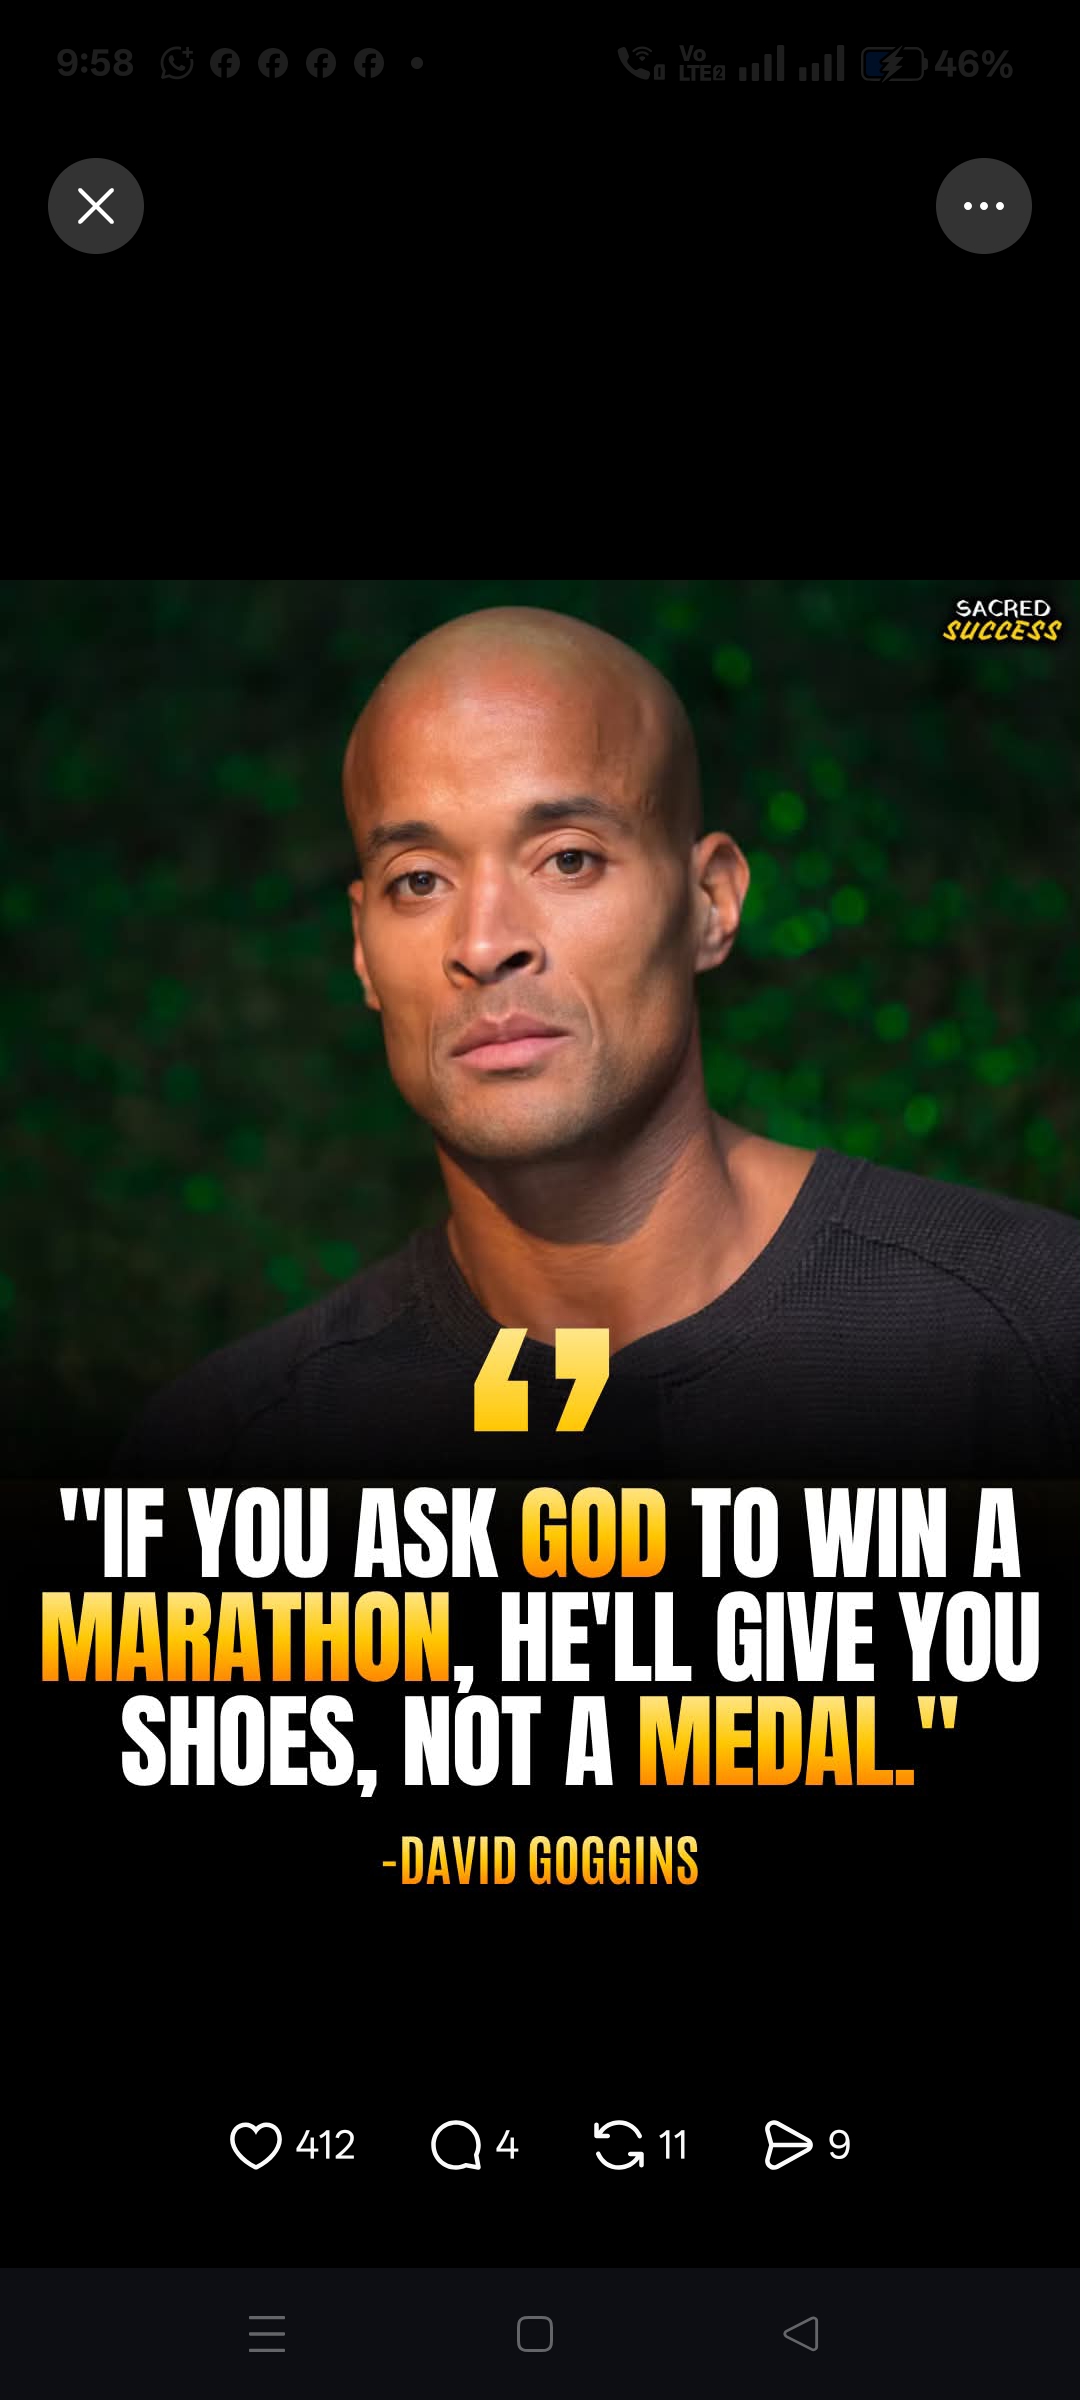 9:58
Vo
LTE2
46%
SACRED
SUCCESS
"IF YOU ASK GOD TO WIN A
MARATHON, HE'LL GIVE YOU
SHOES, NOT A MEDAL."
-DAVID GOGGINS
412 4 11 9